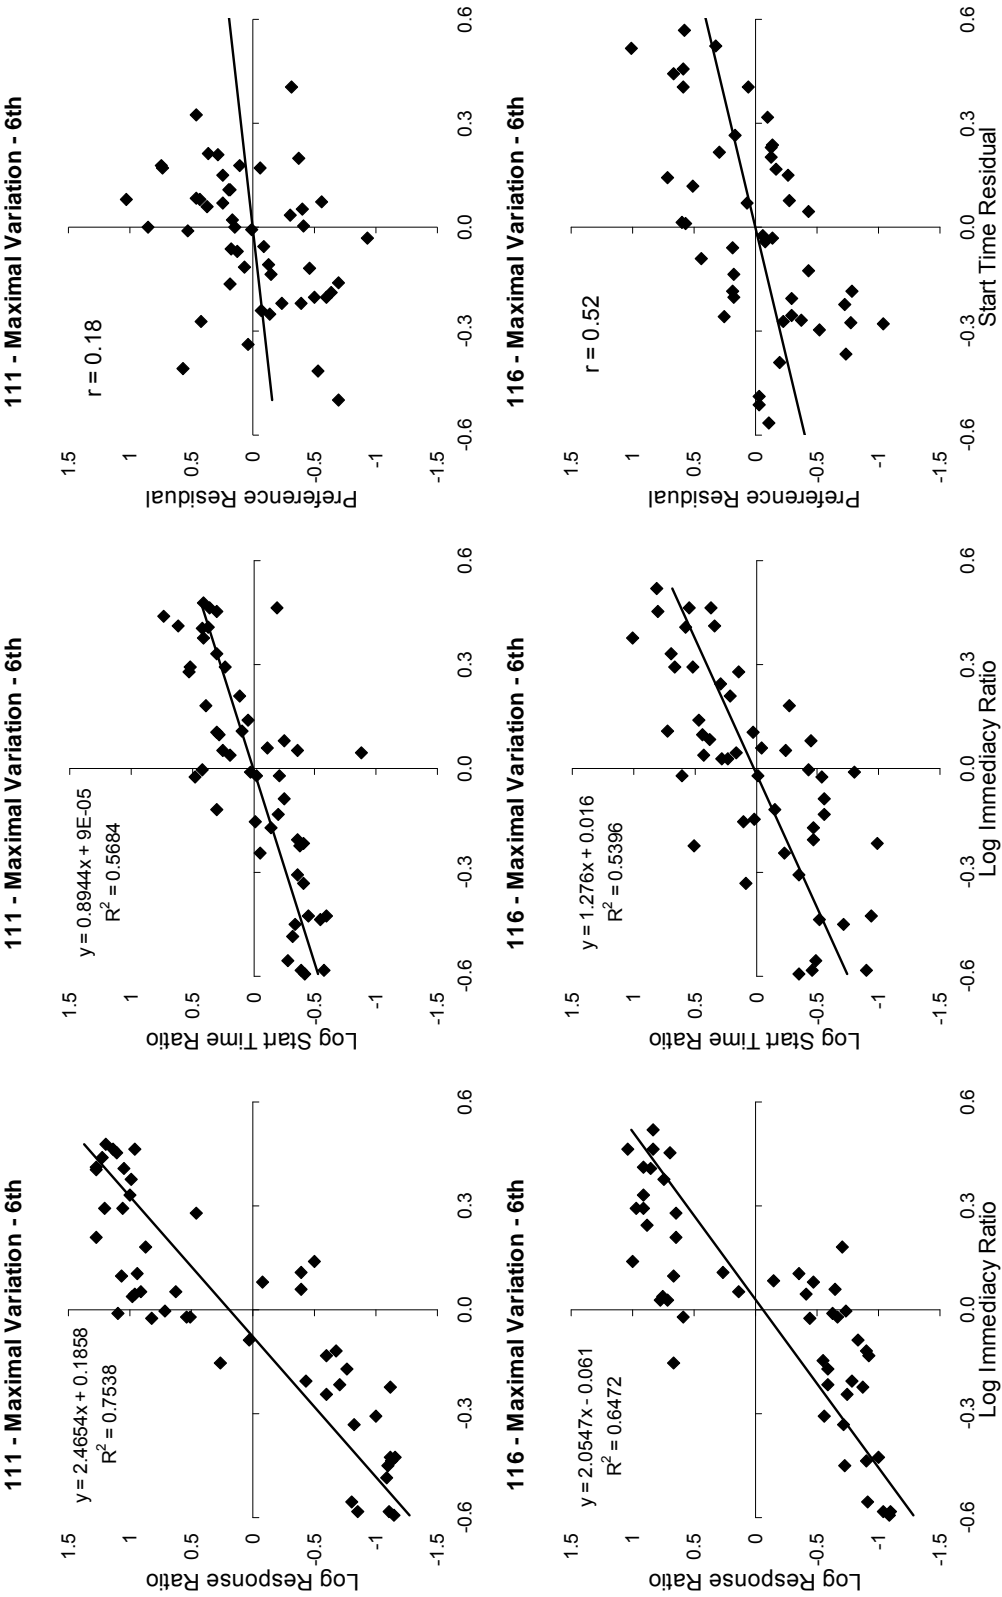 111 - Maximal Variation - 6th
y = 2.4654x + 0.1858
R² = 0.7538
1.5
1
0.5
0
-0.5
-1
-1.5
-0.6
-0.3
0.0
0.3
0.6
Log Response Ratio
111 - Maximal Variation - 6th
y = 0.8944x + 9E-05
R² = 0.5684
1.5
1
0.5
0
-0.5
-1
-1.5
-0.6
-0.3
0.0
0.3
0.6
Log Start Time Ratio
111 - Maximal Variation - 6th
r = 0.18
1.5
1
0.5
0
-0.5
-1
-1.5
-0.6
-0.3
0.0
0.3
0.6
Preference Residual
116 - Maximal Variation - 6th
y = 2.0547x - 0.061
R² = 0.6472
1.5
1
0.5
0
-0.5
-1
-1.5
-0.6
-0.3
0.0
0.3
0.6
Log Response Ratio
Log Immediacy Ratio
116 - Maximal Variation - 6th
y = 1.276x + 0.016
R² = 0.5396
1.5
1
0.5
0
-0.5
-1
-1.5
-0.6
-0.3
0.0
0.3
0.6
Log Start Time Ratio
Log Immediacy Ratio
116 - Maximal Variation - 6th
r = 0.52
1.5
1
0.5
0
-0.5
-1
-1.5
-0.6
-0.3
0.0
0.3
0.6
Preference Residual
Start Time Residual